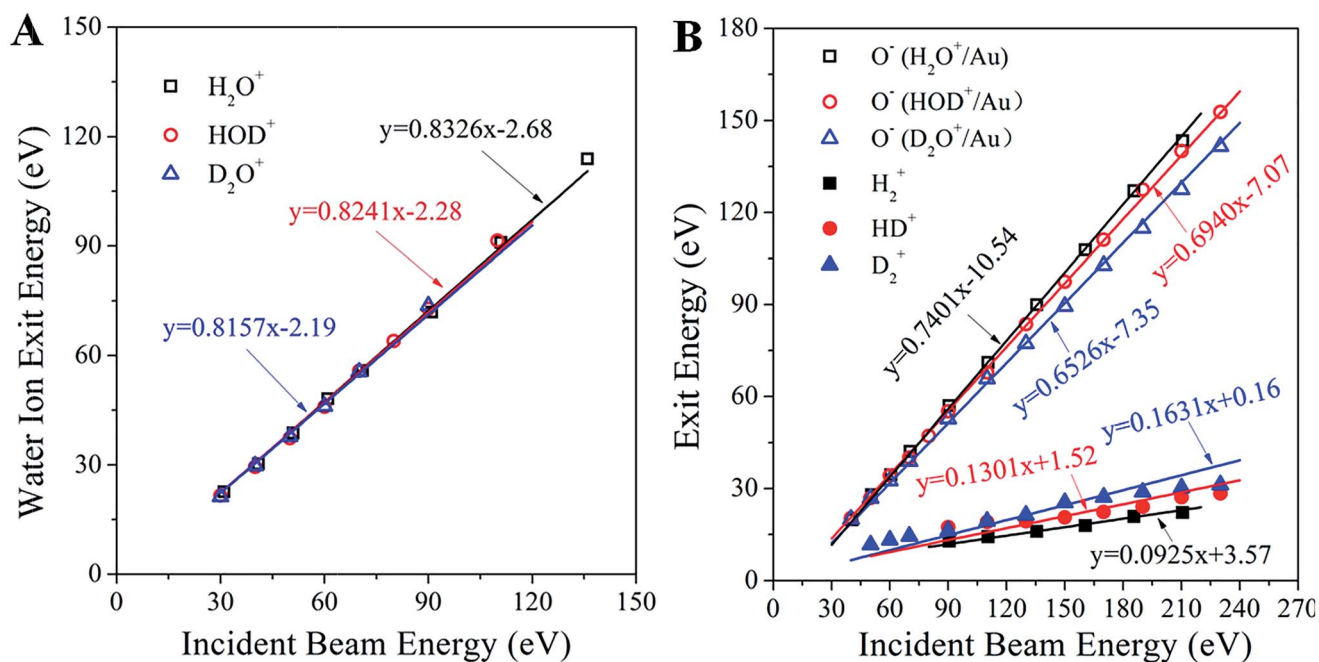 A
Water Ion Exit Energy (eV)
150
120
90
60
30
0
H₂O⁺
HOD⁺
D₂O⁺
y=0.8326x-2.68
y=0.8241x-2.28
y=0.8157x-2.19
0 30 60 90 120 150
Incident Beam Energy (eV)
B
Exit Energy (eV)
180
150
120
90
60
30
0
O⁻ (H₂O⁺/Au)
O⁻ (HOD⁺/Au)
O⁻ (D₂O⁺/Au)
H₂⁺
HD⁺
D₂⁺
y=0.7401x-10.54
y=0.6940x-7.07
y=0.6526x-7.35
y=0.1631x+0.16
y=0.1301x+1.52
y=0.0925x+3.57
0 30 60 90 110 130 150 170 190 210 240 270
Incident Beam Energy (eV)